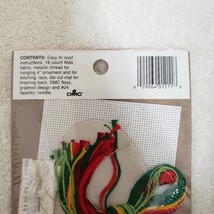 CONTENTS: Easy to read
instructions, 18 count Aida
fabric, metallic thread for
hanging 4" ornament and for
stitching, lace, die cut mat for
finishing back, DMC floss,
graphed design and #24
tapestry needle.
DMC